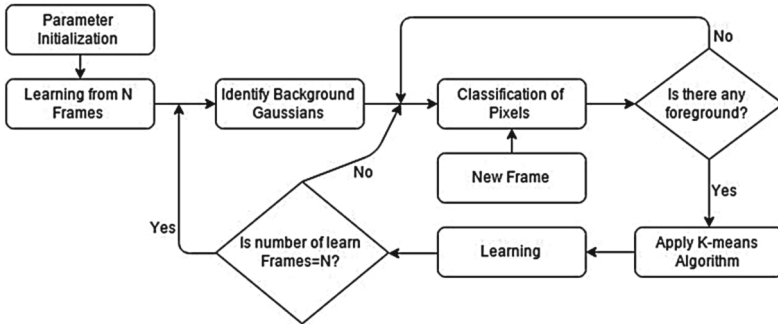 Parameter
Initialization
Learning from N
Frames
Identify Background
Gaussians
Classification of
Pixels
New Frame
No
Is there any
foreground?
Yes
Apply K-means
Algorithm
Learning
Is number of learn
Frames=N?
No
Yes